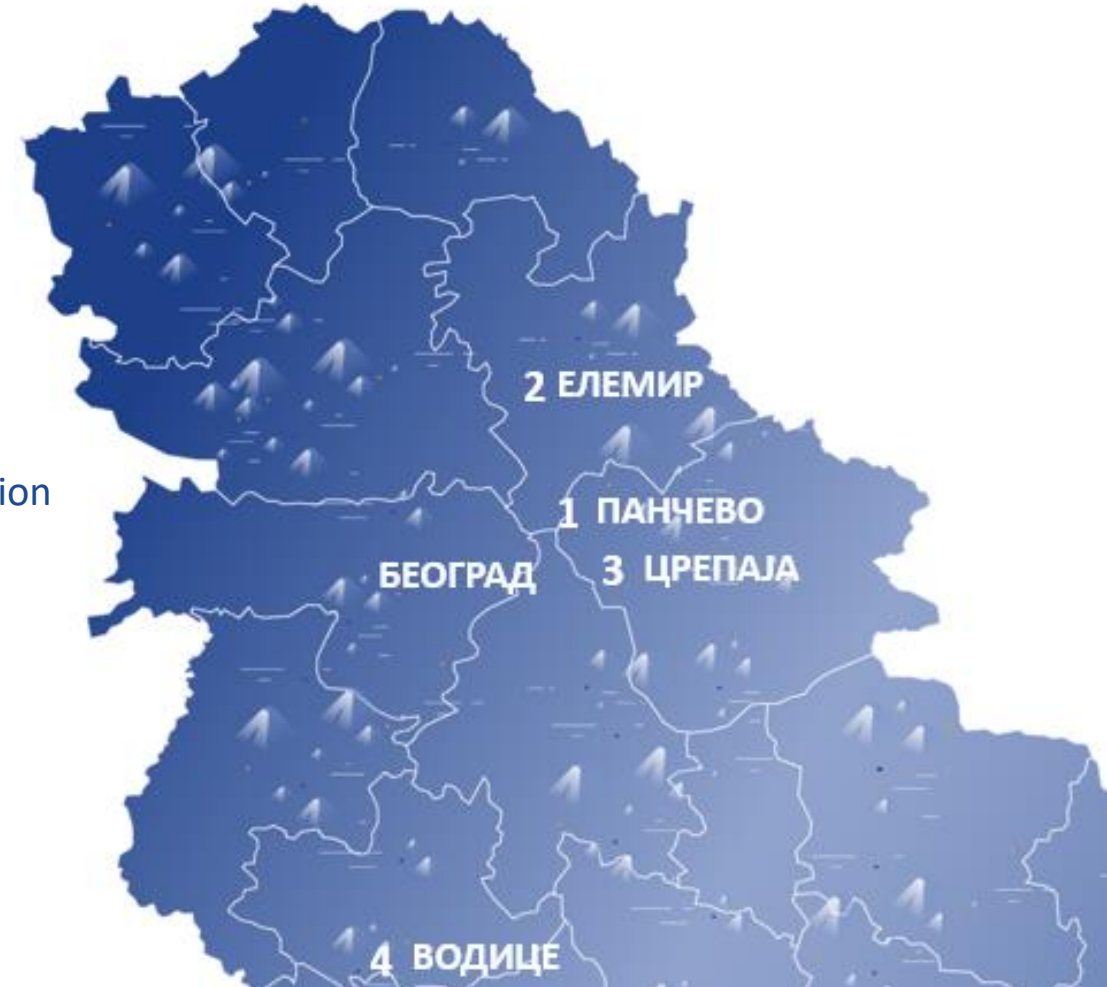 2 ЕЛЕМИР
ion
1 ПАНЧЕВО
БЕОГРАД
3 ЦРЕПАЈА
4 ВОДИЦЕ